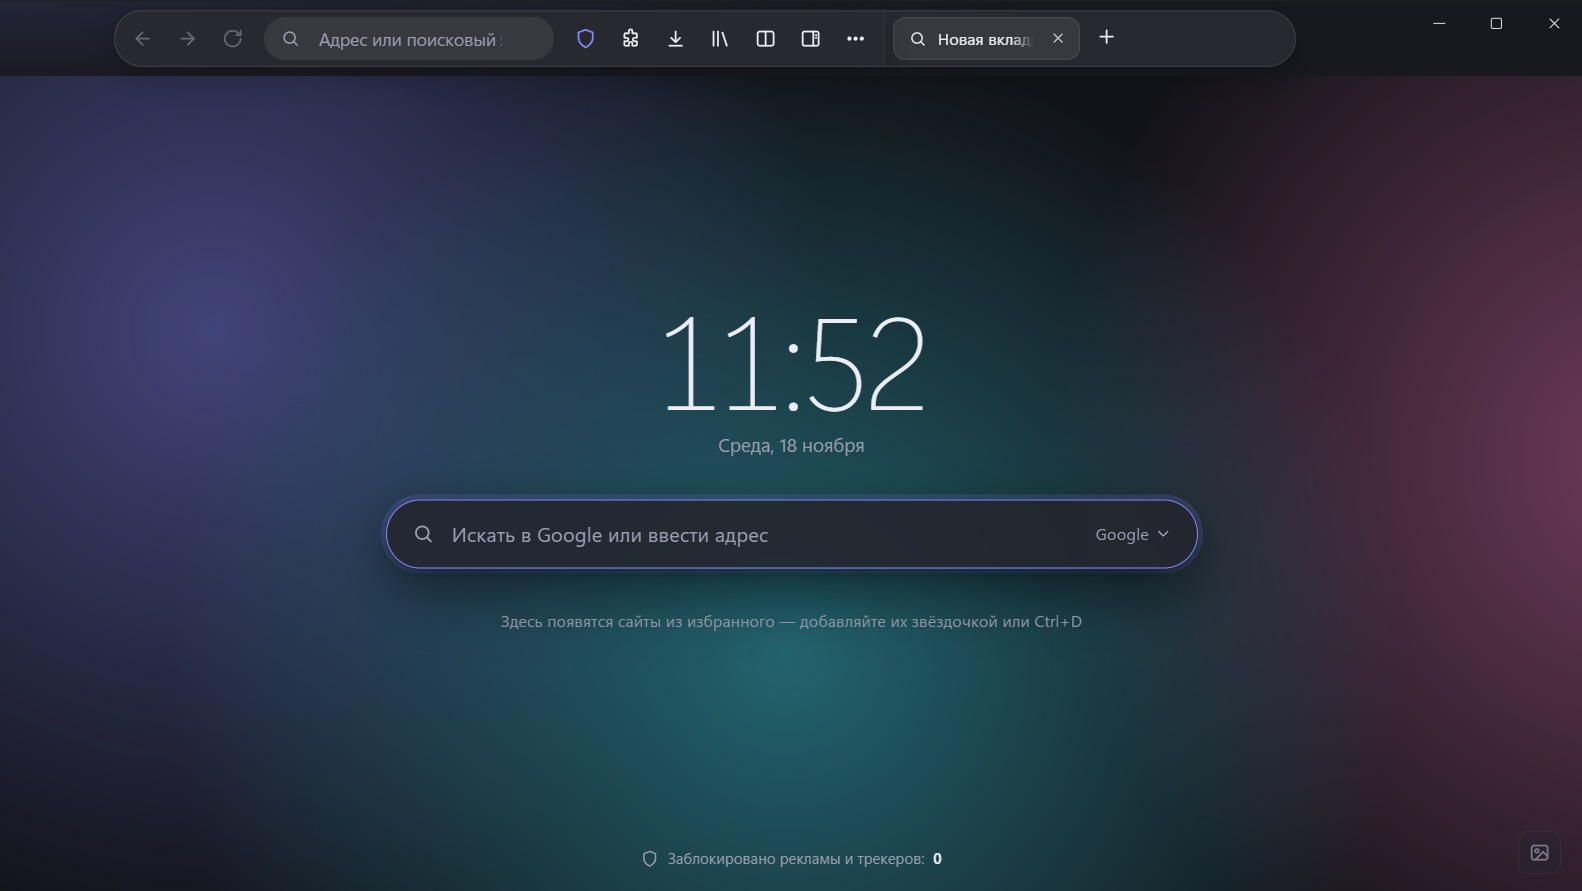 Адрес или поисковый
Новая вклад
11:52
Среда, 18 ноября
Искать в Google или ввести адрес
Google
Здесь появятся сайты из избранного — добавляйте их звёздочкой или Ctrl+D
Заблокировано рекламы и трекеров: 0